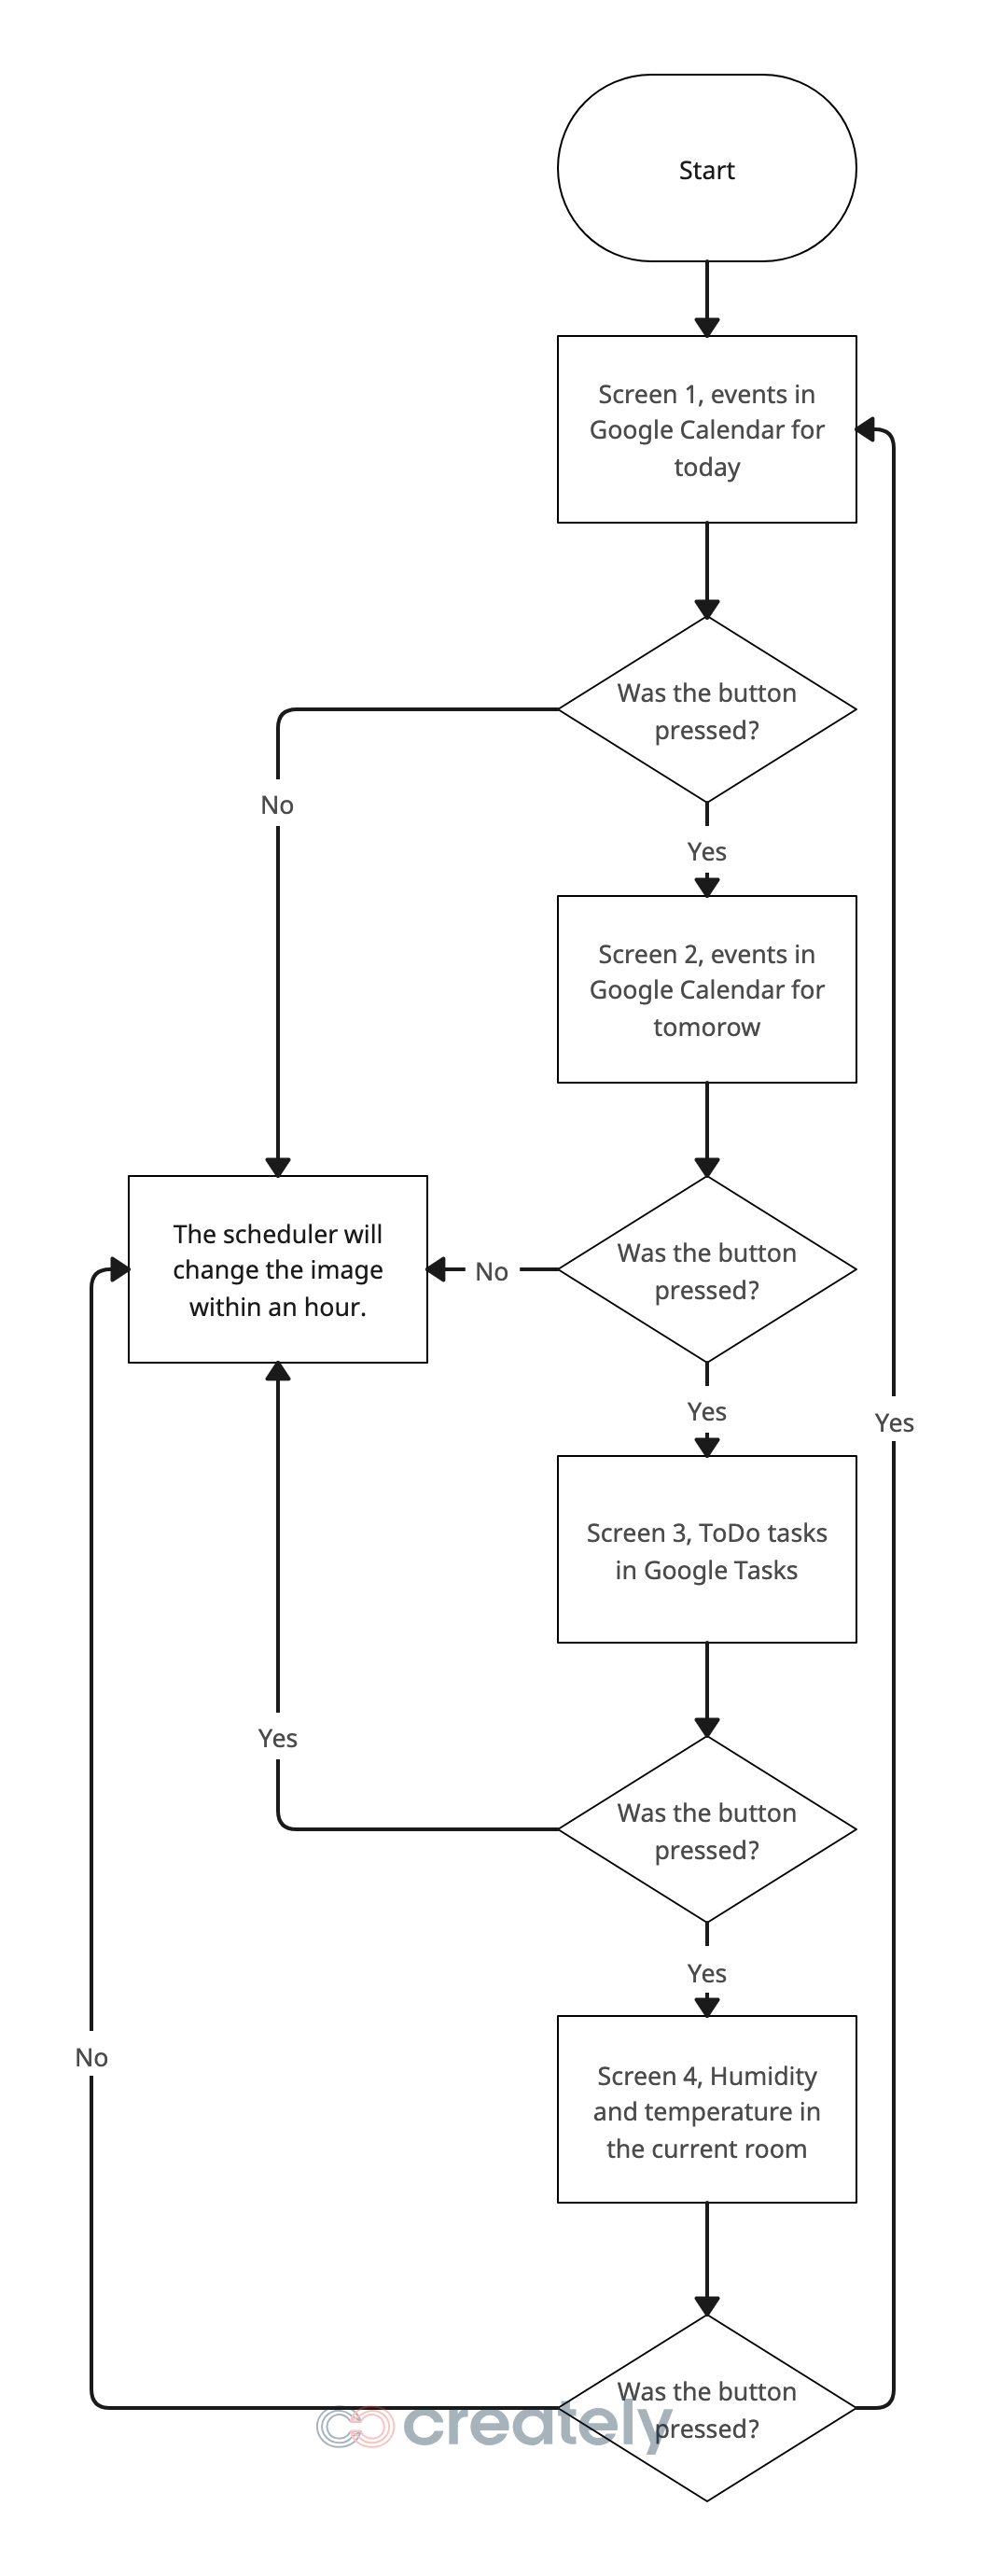 Start
Screen 1, events in
Google Calendar for
today
Was the button
pressed?
No
Yes
Screen 2, events in
Google Calendar for
tomorow
The scheduler will
change the image
within an hour.
No
Was the button
pressed?
Yes
Yes
Screen 3, ToDo tasks
in Google Tasks
Yes
Was the button
pressed?
Yes
No
Screen 4, Humidity
and temperature in
the current room
Was the button
pressed?
creately